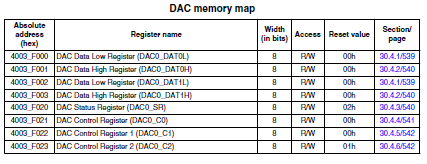 DAC memory map
Absolute address (hex) Register name Width (in bits) Access Reset value Section/ page
4003_F000 DAC Data Low Register (DAC0_DAT0L) 8 R/W 00h 30.4.1/539
4003_F001 DAC Data High Register (DAC0_DAT0H) 8 R/W 00h 30.4.2/540
4003_F002 DAC Data Low Register (DAC0_DAT1L) 8 R/W 00h 30.4.1/539
4003_F003 DAC Data High Register (DAC0_DAT1H) 8 R/W 00h 30.4.2/540
4003_F020 DAC Status Register (DAC0_SR) 8 R/W 02h 30.4.3/540
4003_F021 DAC Control Register (DAC0_C0) 8 R/W 00h 30.4.4/541
4003_F022 DAC Control Register 1 (DAC0_C1) 8 R/W 00h 30.4.5/542
4003_F023 DAC Control Register 2 (DAC0_C2) 8 R/W 01h 30.4.6/542